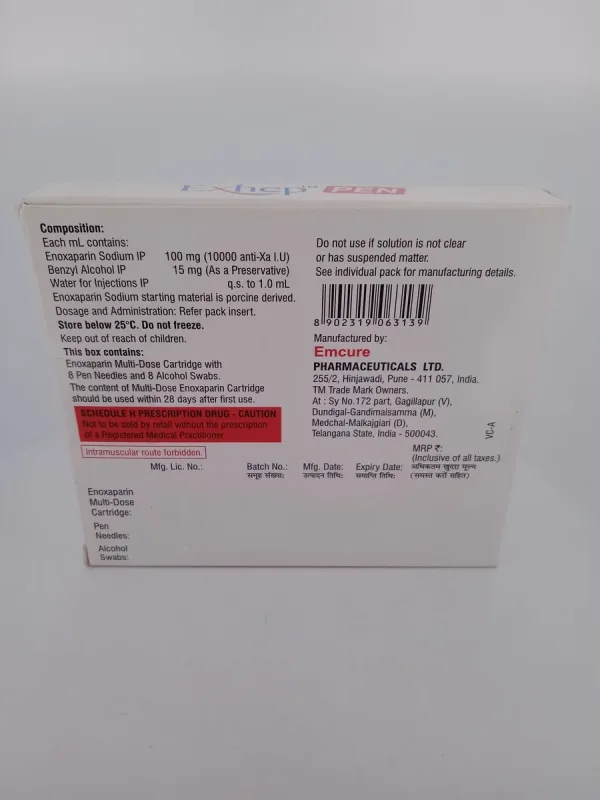 Exhep™ PEN
Composition:
Each mL contains:
Enoxaparin Sodium IP 100 mg (10000 anti-Xa I.U)
Benzyl Alcohol IP 15 mg (As a Preservative)
Water for Injections IP q.s. to 1.0 mL
Enoxaparin Sodium starting material is porcine derived.
Dosage and Administration: Refer pack insert.
Store below 25°C. Do not freeze.
Keep out of reach of children.
This box contains:
Enoxaparin Multi-Dose Cartridge with
8 Pen Needles and 8 Alcohol Swabs.
The content of Multi-Dose Enoxaparin Cartridge
should be used within 28 days after first use.
SCHEDULE H PRESCRIPTION DRUG - CAUTION
Not to be sold by retail without the prescription
of a Registered Medical Practitioner
Intramuscular route forbidden.
Do not use if solution is not clear
or has suspended matter.
See individual pack for manufacturing details.
8 902319 063139
Manufactured by:
Emcure
PHARMACEUTICALS LTD.
255/2, Hinjawadi, Pune - 411 057, India.
TM Trade Mark Owners.
At : Sy No.172 part, Gagillapur (V),
Dundigal-Gandimaisamma (M),
Medchal-Malkajgiri (D),
Telangana State, India - 500043.
VC-A
Mfg. Lic. No.: Batch No.: Mfg. Date: Expiry Date: MRP ₹:
(Inclusive of all taxes.)
समूह संख्या: उत्पादन तिथि: समाप्ति तिथि: अधिकतम खुदरा मूल्य
(समस्त करों सहित)
Enoxaparin
Multi-Dose
Cartridge:
Pen
Needles:
Alcohol
Swabs: